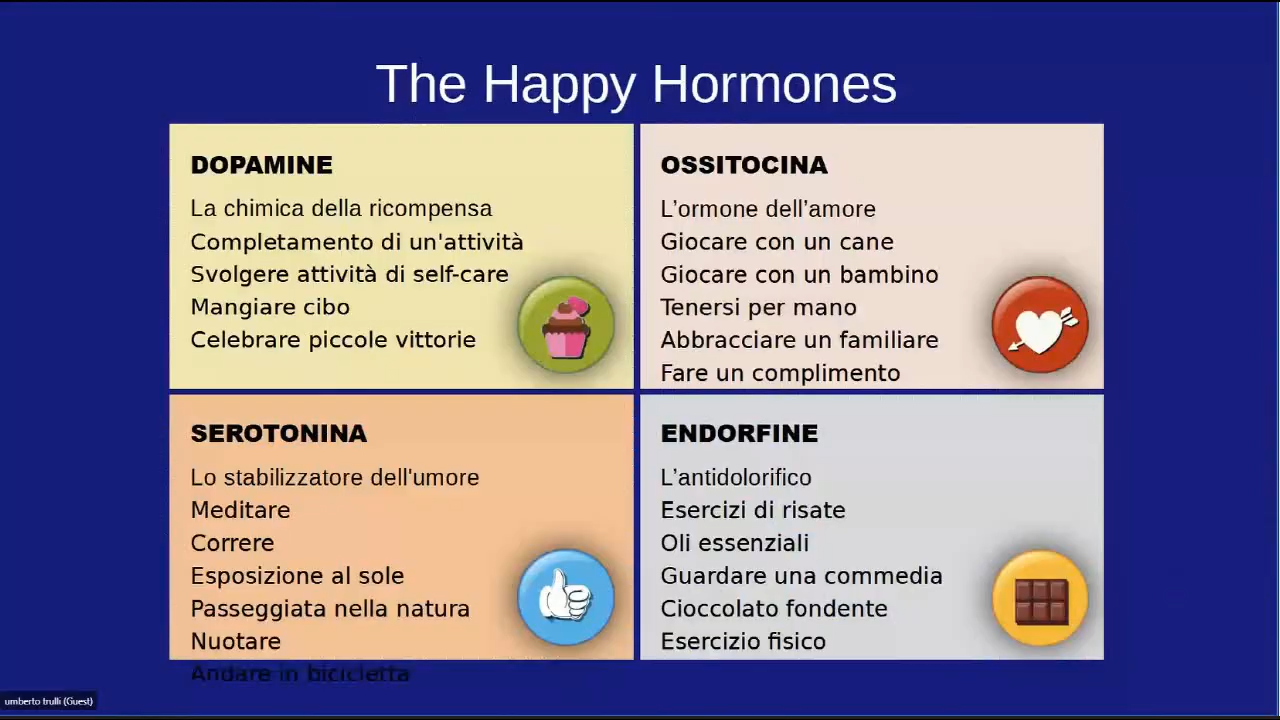 The Happy Hormones
DOPAMINE
La chimica della ricompensa
Completamento di un'attività
Svolgere attività di self-care
Mangiare cibo
Celebrare piccole vittorie
OSSITOCINA
L’ormone dell’amore
Giocare con un cane
Giocare con un bambino
Tenersi per mano
Abbracciare un familiare
Fare un complimento
SEROTONINA
Lo stabilizzatore dell'umore
Meditare
Correre
Esposizione al sole
Passeggiata nella natura
Nuotare
Andare in bicicletta
ENDORFINE
L’antidolorifico
Esercizi di risate
Oli essenziali
Guardare una commedia
Cioccolato fondente
Esercizio fisico
umberto trulli (Guest)